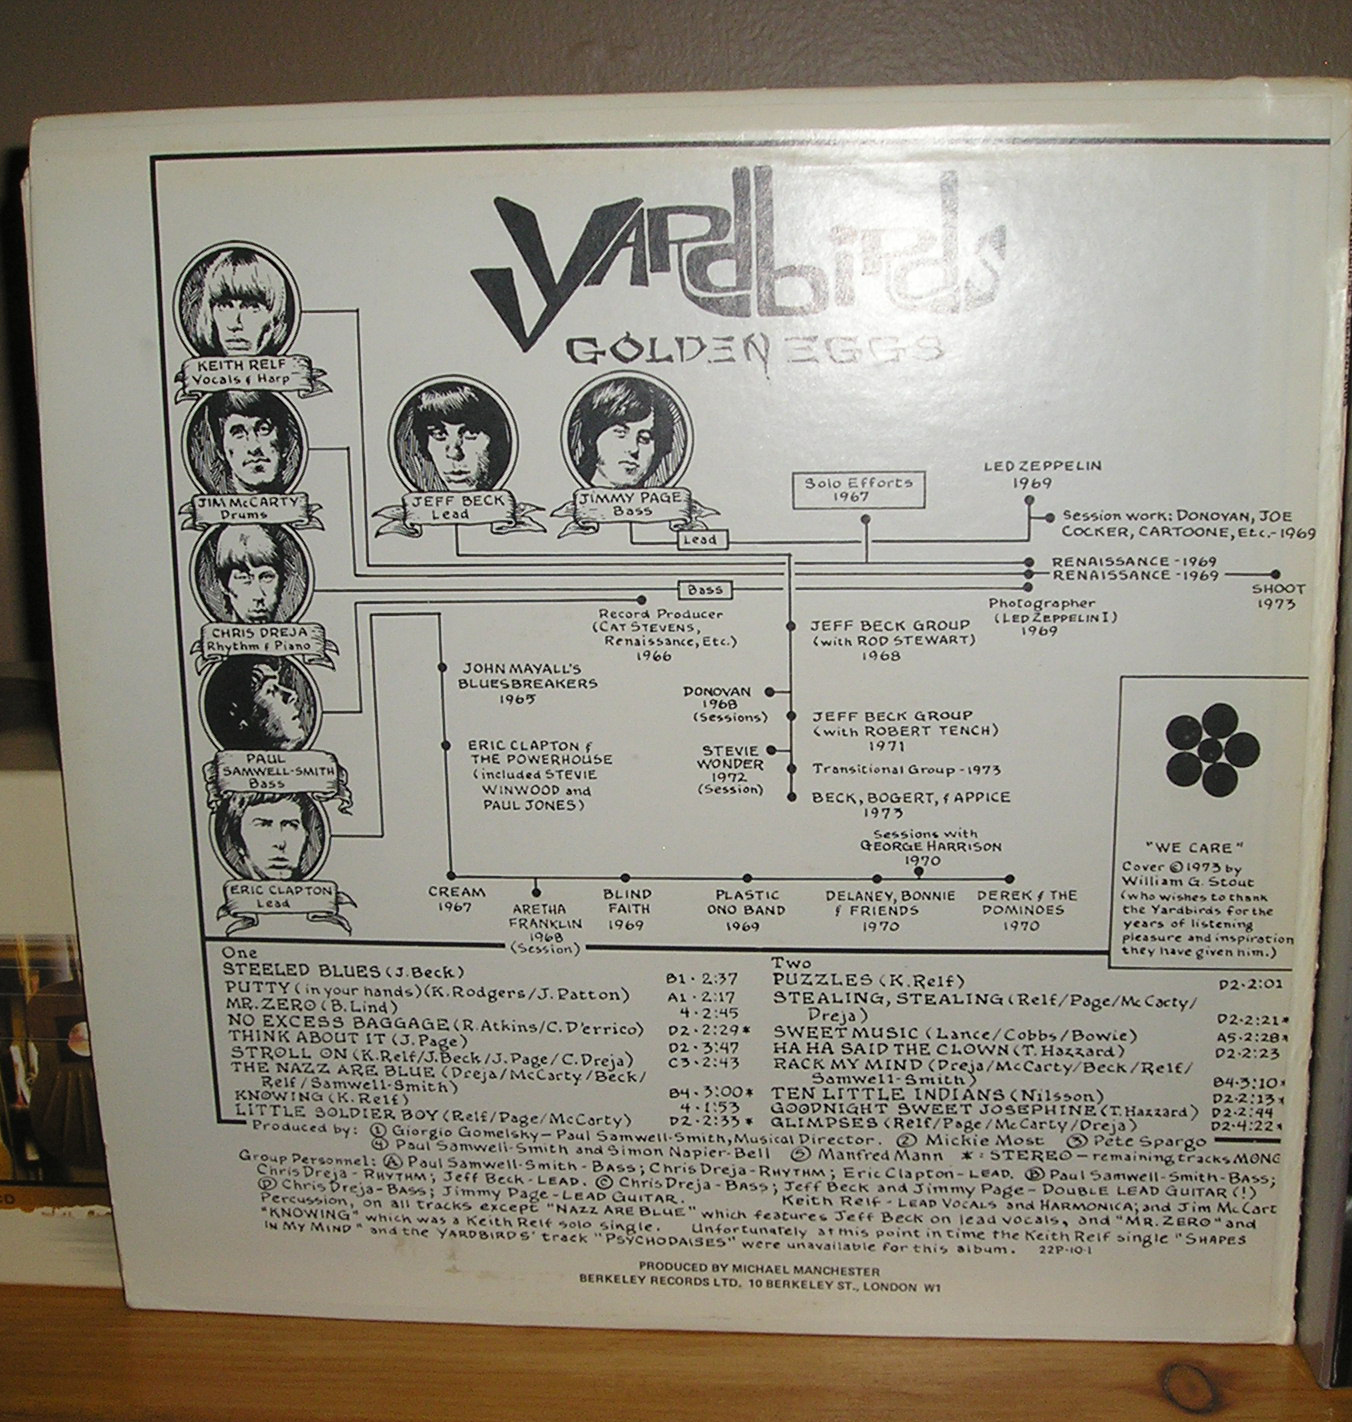 YARDBIRDS
GOLDEN EGGS
KEITH RELF
Vocals & Harp
JIM McCARTY
Drums
CHRIS DREJA
Rhythm & Piano
PAUL
SAMWELL-SMITH
Bass
ERIC CLAPTON
Lead
JEFF BECK
Lead
JIMMY PAGE
Bass
Lead
Solo Efforts
1967
LED ZEPPELIN
1969
Session work: DONOVAN, JOE
COCKER, CARTOONE, Etc.-1969
RENAISSANCE-1969
RENAISSANCE-1969
SHOOT
1973
Bass
Photographer
(LED ZEPPELIN I)
1969
Record Producer
(CAT STEVENS,
Renaissance, Etc.)
1966
JEFF BECK GROUP
(with ROD STEWART)
1968
DONOVAN
1968
(Sessions)
JEFF BECK GROUP
(with ROBERT TENCH)
1971
STEVIE
WONDER
1972
(Session)
Transitional Group-1973
BECK, BOGERT, & APPICE
1973
JOHN MAYALL'S
BLUESBREAKERS
1965
ERIC CLAPTON &
THE POWERHOUSE
(included STEVIE
WINWOOD and
PAUL JONES)
Sessions with
GEORGE HARRISON
1970
CREAM
1967
ARETHA
FRANKLIN
1968
(Session)
BLIND
FAITH
1969
PLASTIC
ONO BAND
1969
DELANEY, BONNIE
& FRIENDS
1970
DEREK & THE
DOMINOES
1970
"WE CARE"
Cover ©1973 by
William G. Stout
(who wishes to thank
the Yardbirds for the
years of listening
pleasure and inspiration
they have given him.)
One
STEELED BLUES (J. Beck) B1·2:37
PUTTY (in your hands) (K. Rodgers/J. Patton) A1·2:17
MR. ZERO (B. Lind) 4·2:45
NO EXCESS BAGGAGE (R. Atkins/C. D'errico) D2·2:29*
THINK ABOUT IT (J. Page) D2·3:47
STROLL ON (K. Relf/J. Beck/J. Page/C. Dreja) C3·2:43
THE NAZZ ARE BLUE (Dreja/McCarty/Beck/
Relf/Samwell-Smith) B4·3:00*
KNOWING (K. Relf) 4·1:53
LITTLE SOLDIER BOY (Relf/Page/McCarty) D2·2:33*
Two
PUZZLES (K. Relf) D2·2:01
STEALING, STEALING (Relf/Page/McCarty/
Dreja) D2·2:21*
SWEET MUSIC (Lance/Cobbs/Bowie) A5·2:28*
HA HA SAID THE CLOWN (T. Hazzard) D2·2:23
RACK MY MIND (Dreja/McCarty/Beck/Relf/
Samwell-Smith) B4·3:10*
TEN LITTLE INDIANS (Nilsson) D2·2:13*
GOODNIGHT SWEET JOSEPHINE (T. Hazzard) D2·2:44
GLIMPSES (Relf/Page/McCarty/Dreja) D2·4:22*
Produced by: ① Giorgio Gomelsky—Paul Samwell-Smith, Musical Director. ② Mickie Most ③ Pete Spargo
④ Paul Samwell-Smith and Simon Napier-Bell ⑤ Manfred Mann *=STEREO—remaining tracks MONO
Group Personnel: Ⓐ Paul Samwell-Smith-BASS; Chris Dreja-RHYTHM; Eric Clapton-LEAD. Ⓑ Paul Samwell-Smith-Bass;
Chris Dreja-RHYTHM; Jeff Beck-LEAD. Ⓒ Chris Dreja-Bass; Jeff Beck and Jimmy Page-DOUBLE LEAD GUITAR (!)
Ⓓ Chris Dreja-BASS; Jimmy Page-LEAD GUITAR. Keith Relf-LEAD VOCALS and HARMONICA; and Jim McCart
Percussion, on all tracks except "NAZZ ARE BLUE" which features Jeff Beck on lead vocals, and "MR. ZERO" and
"KNOWING" which was a Keith Relf solo single. Unfortunately at this point in time the Keith Relf single "SHAPES
IN MY MIND" and the YARDBIRDS' track "PSYCHODAISES" were unavailable for this album. 22P-10-1
PRODUCED BY MICHAEL MANCHESTER
BERKELEY RECORDS LTD. 10 BERKELEY ST., LONDON W1